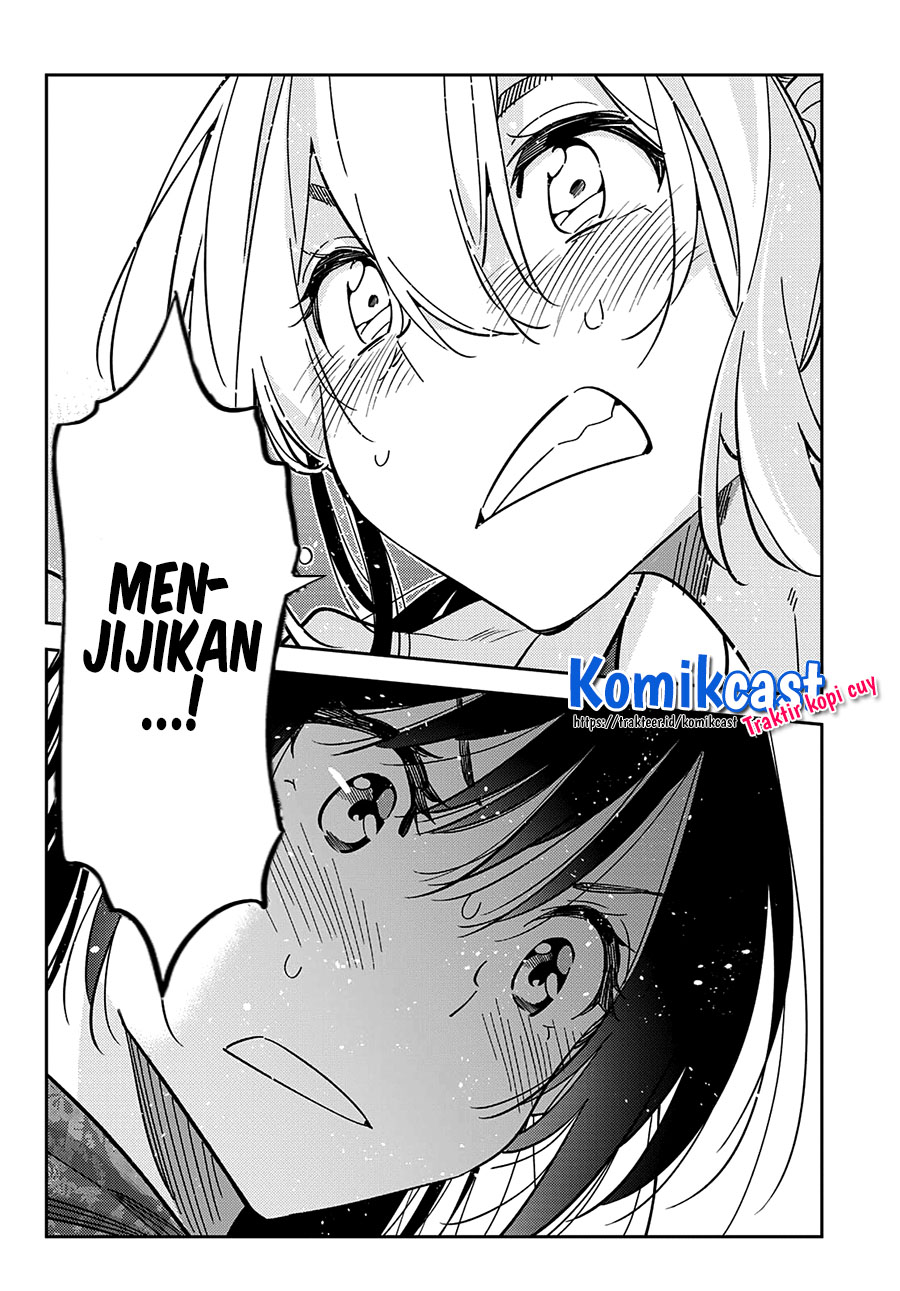 MEN-
JIJIKAN
...!
Komikcast
https://trakteer.id/komikcast
Traktir kopi cuy